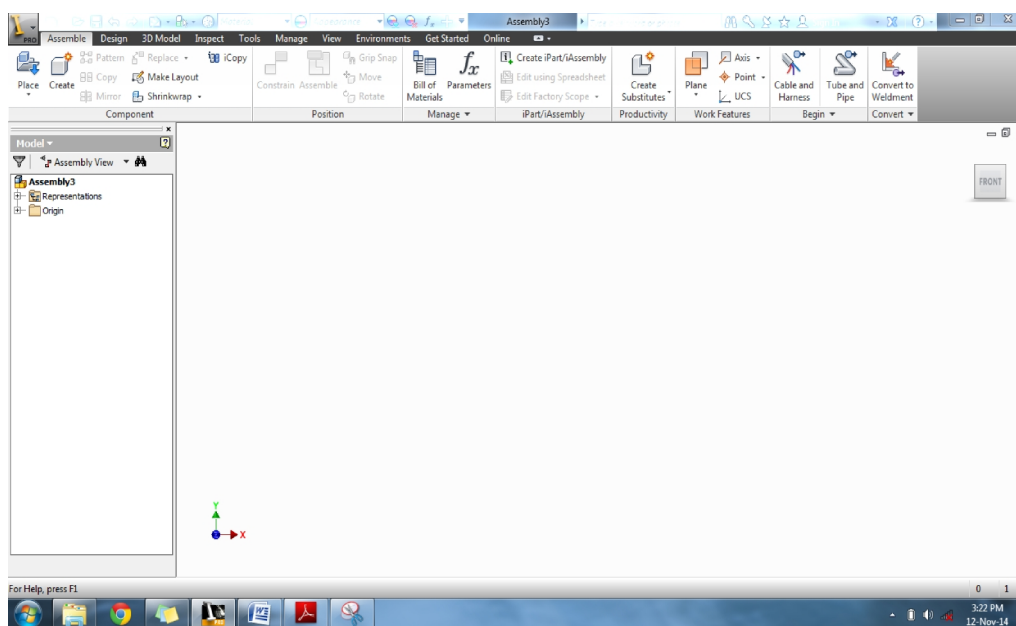 Assembly3
PRO Assemble Design 3D Model Inspect Tools Manage View Environments Get Started Online
Place
Create
Pattern
Copy
Mirror
Replace
Make Layout
Shrinkwrap
iCopy
Component
Constrain
Assemble
Grip Snap
Move
Rotate
Position
Bill of
Materials
fx
Parameters
Manage
Create iPart/iAssembly
Edit using Spreadsheet
Edit Factory Scope
iPart/iAssembly
Create
Substitutes
Productivity
Plane
Axis
Point
UCS
Work Features
Cable and
Harness
Tube and
Pipe
Begin
Convert to
Weldment
Convert
Model
Assembly View
Assembly3
Representations
Origin
FRONT
Y
X
For Help, press F1
0 1
3:22 PM
12-Nov-14